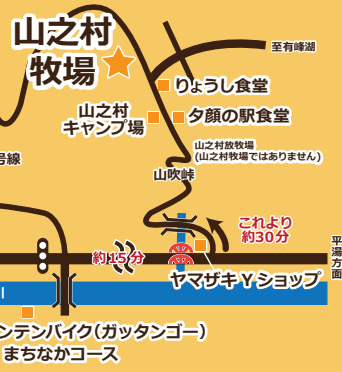 山之村
牧場
至有峰湖
りょうし食堂
山之村
キャンプ場
夕顔の駅食堂
山之村放牧場
(山之村牧場ではありません)
号線
山吹峠
これより
約30分
平湯方面
約15分
ヤマザキYショップ
ンテンバイク(ガッタンゴー)
まちなかコース